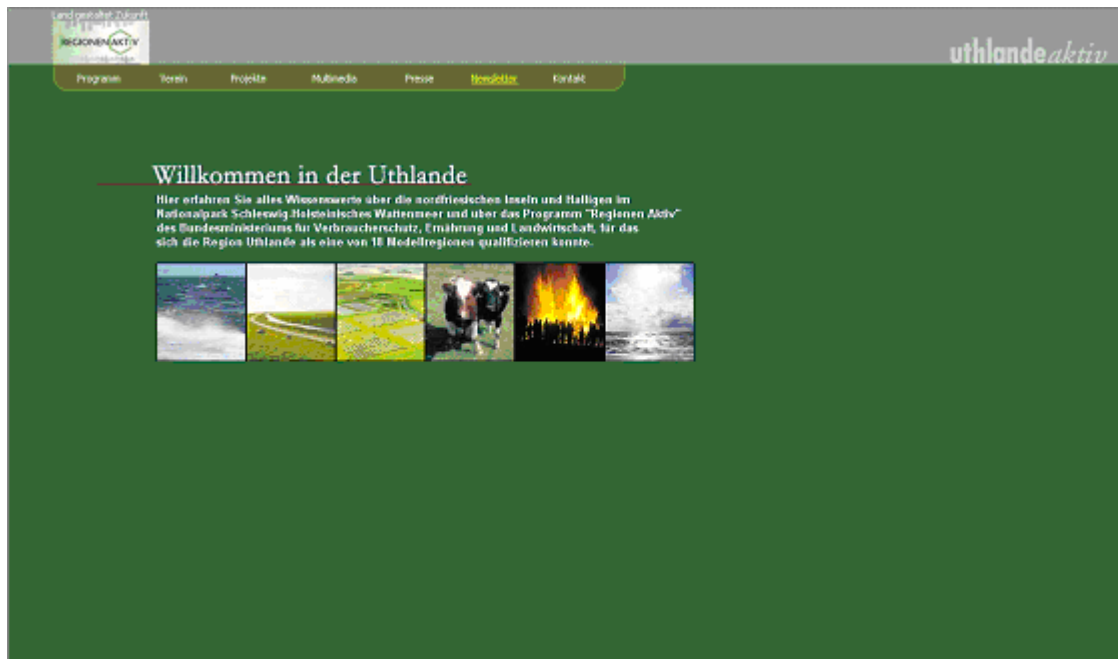 Land gestaltet Zukunft
REGIONEN AKTIV
uthlande aktiv
Programm Verein Projekte Multimedia Presse Newsletter Kontakt
Willkommen in der Uthlande
Hier erfahren Sie alles Wissenswerte über die nordfriesischen Inseln und Halligen im
Nationalpark Schleswig-Holsteinisches Wattenmeer und über das Programm "Regionen Aktiv"
des Bundesministeriums für Verbraucherschutz, Ernährung und Landwirtschaft, für das
sich die Region Uthlande als eine von 18 Modellregionen qualifizieren konnte.